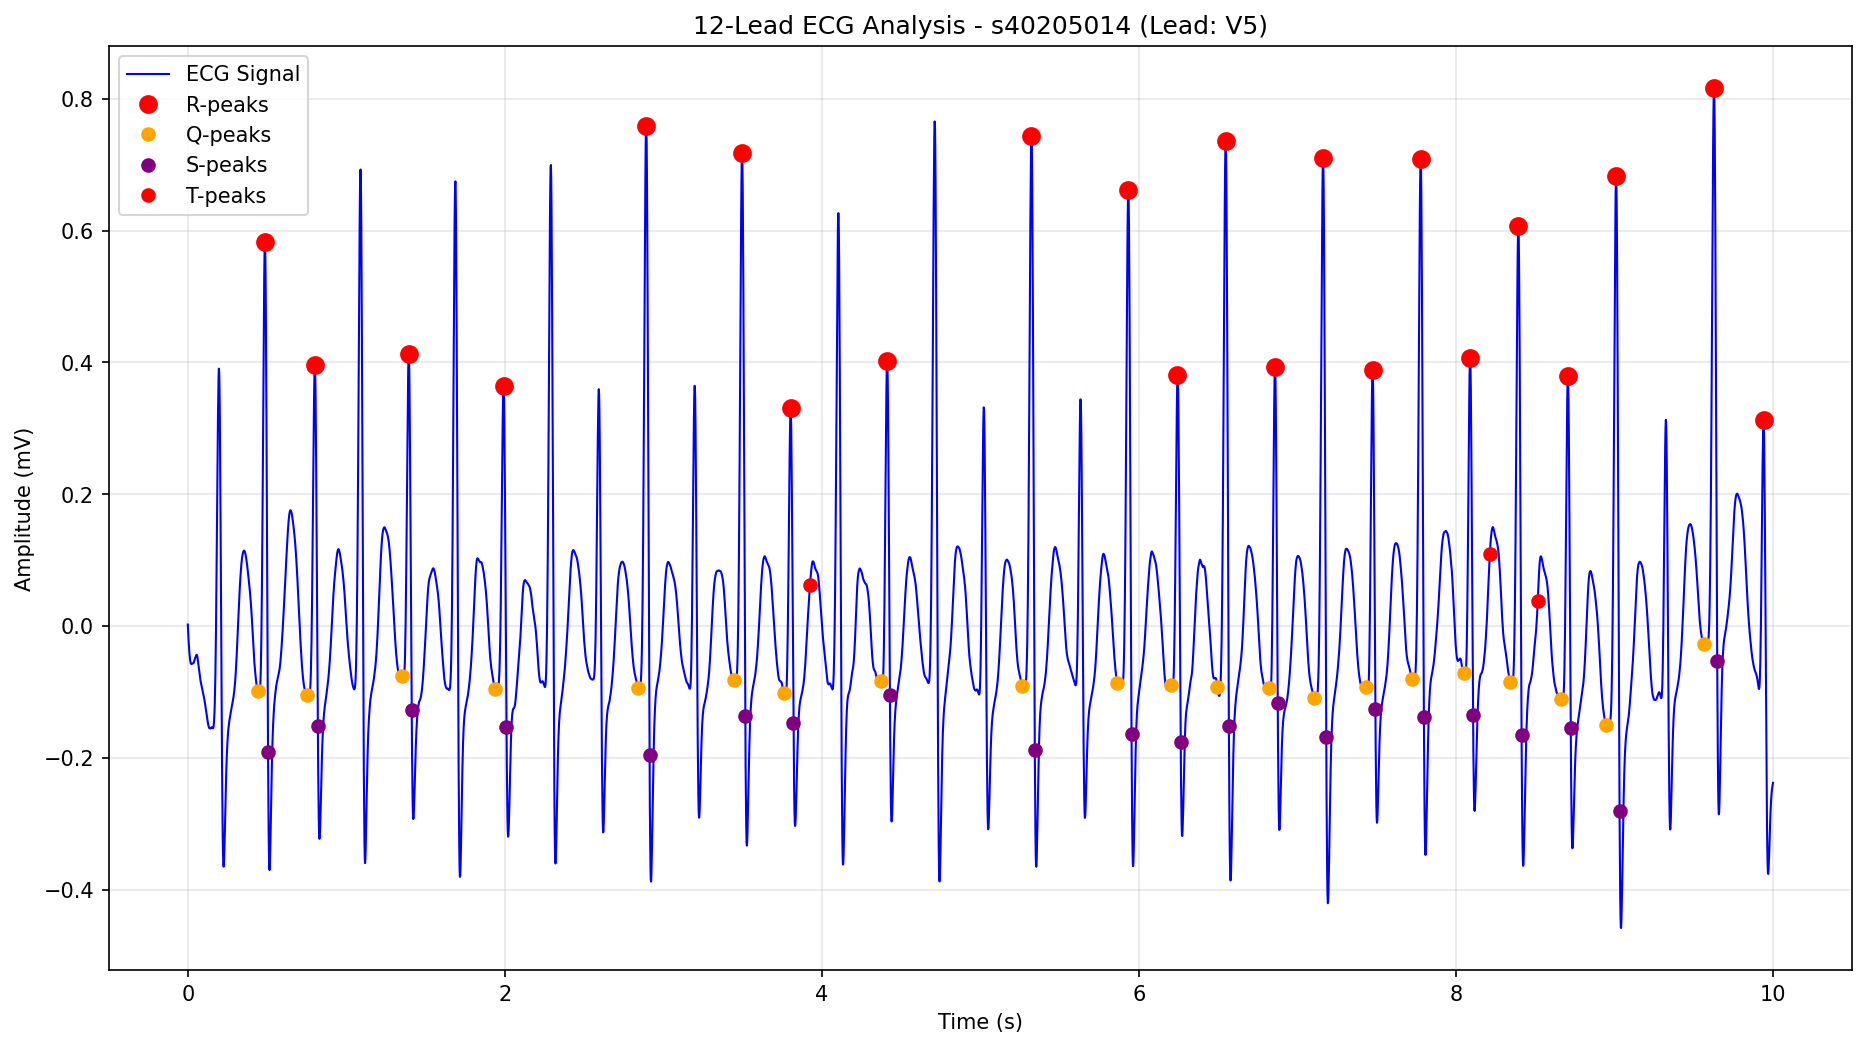 12-Lead ECG Analysis - s40205014 (Lead: V5)
ECG Signal
R-peaks
Q-peaks
S-peaks
T-peaks
Amplitude (mV)
0.8
0.6
0.4
0.2
0.0
−0.2
−0.4
0 2 4 6 8 10
Time (s)